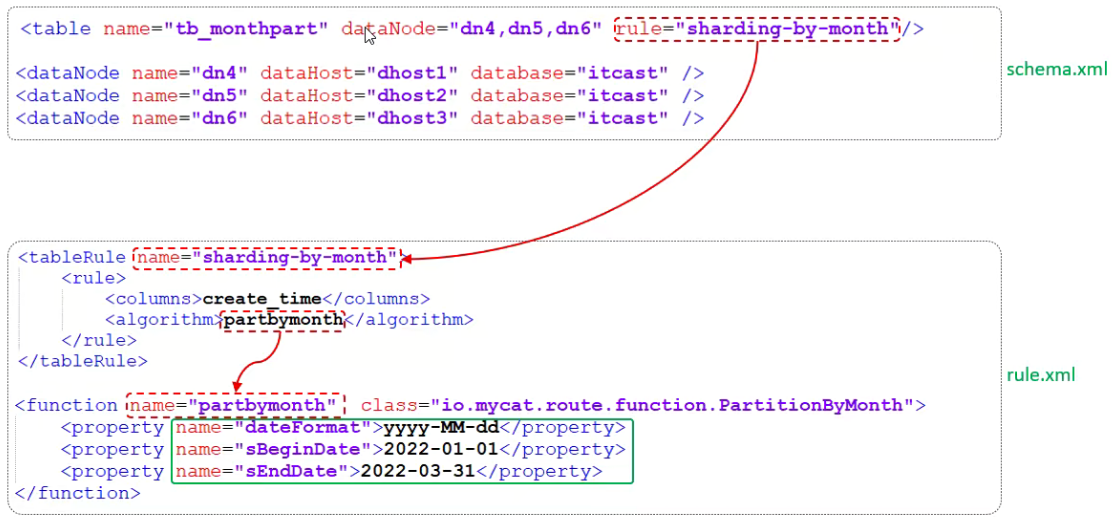 <table name="tb_monthpart" dataNode="dn4,dn5,dn6" rule="sharding-by-month"/>
<dataNode name="dn4" dataHost="dhost1" database="itcast" />
<dataNode name="dn5" dataHost="dhost2" database="itcast" />
<dataNode name="dn6" dataHost="dhost3" database="itcast" />
schema.xml
<tableRule name="sharding-by-month">
<rule>
<columns>create_time</columns>
<algorithm>partbymonth</algorithm>
</rule>
</tableRule>
rule.xml
<function name="partbymonth" class="io.mycat.route.function.PartitionByMonth">
<property name="dateFormat">yyyy-MM-dd</property>
<property name="sBeginDate">2022-01-01</property>
<property name="sEndDate">2022-03-31</property>
</function>